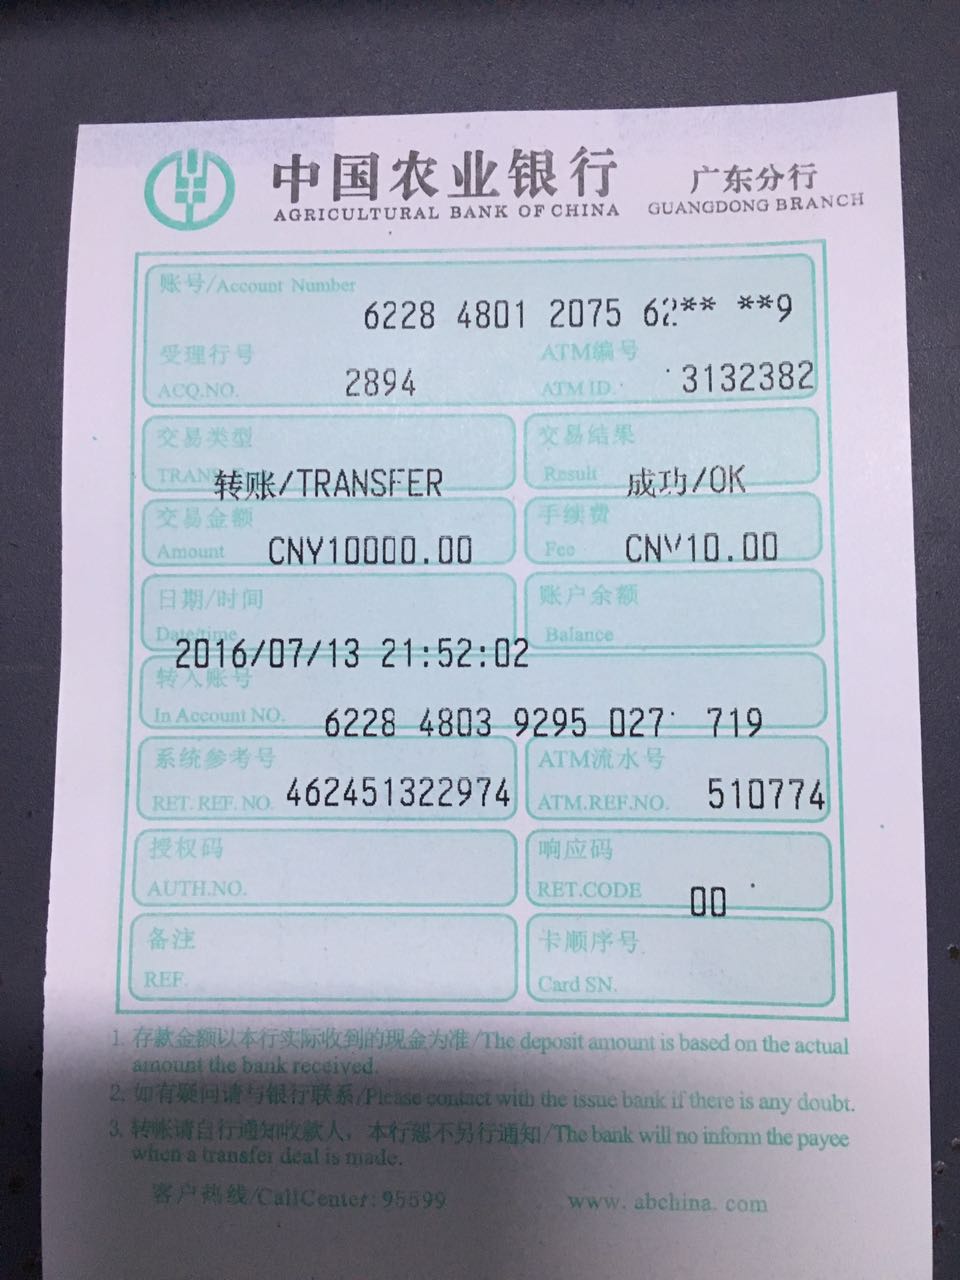 中国农业银行 广东分行
AGRICULTURAL BANK OF CHINA GUANGDONG BRANCH
账号/Account Number
6228 4801 2075 62** **9
受理行号 ATM编号
ACQ.NO. 2894 ATM ID. 3132382
交易类型 交易结果
TRANS 转账/TRANSFER Result 成功/OK
交易金额 手续费
Amount CNY10000.00 Fee CNY10.00
日期/时间 账户余额
Date/time Balance
2016/07/13 21:52:02
转入账号
In Account NO. 6228 4803 9295 027 719
系统参考号 ATM流水号
RET. REF. NO. 462451322974 ATM.REF.NO. 510774
授权码 响应码
AUTH.NO. RET.CODE 00
备注 卡顺序号
REF. Card SN.
1. 存款金额以本行实际收到的现金为准/The deposit amount is based on the actual
amount the bank received.
2. 如有疑问请与银行联系/Please contact with the issue bank if there is any doubt.
3. 转帐请自行通知收款人，本行恕不另行通知/The bank will no inform the payee
when a transfer deal is made.
客户热线/CallCenter: 95599 www. abchina. com